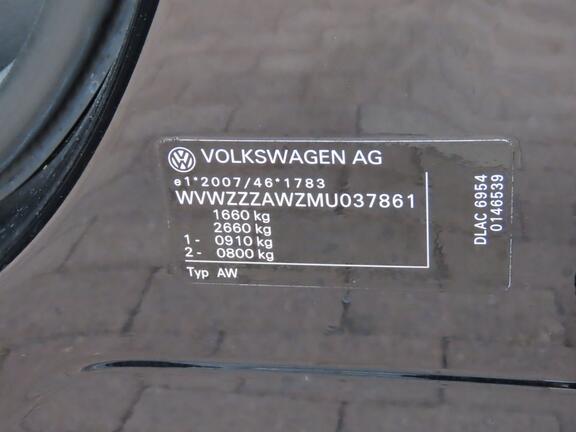 VOLKSWAGEN AG
e1*2007/46*1783
WVWZZZAWZMU037861
1660 kg
2660 kg
1- 0910 kg
2- 0800 kg
Typ AW
DLAC 6954
0146539